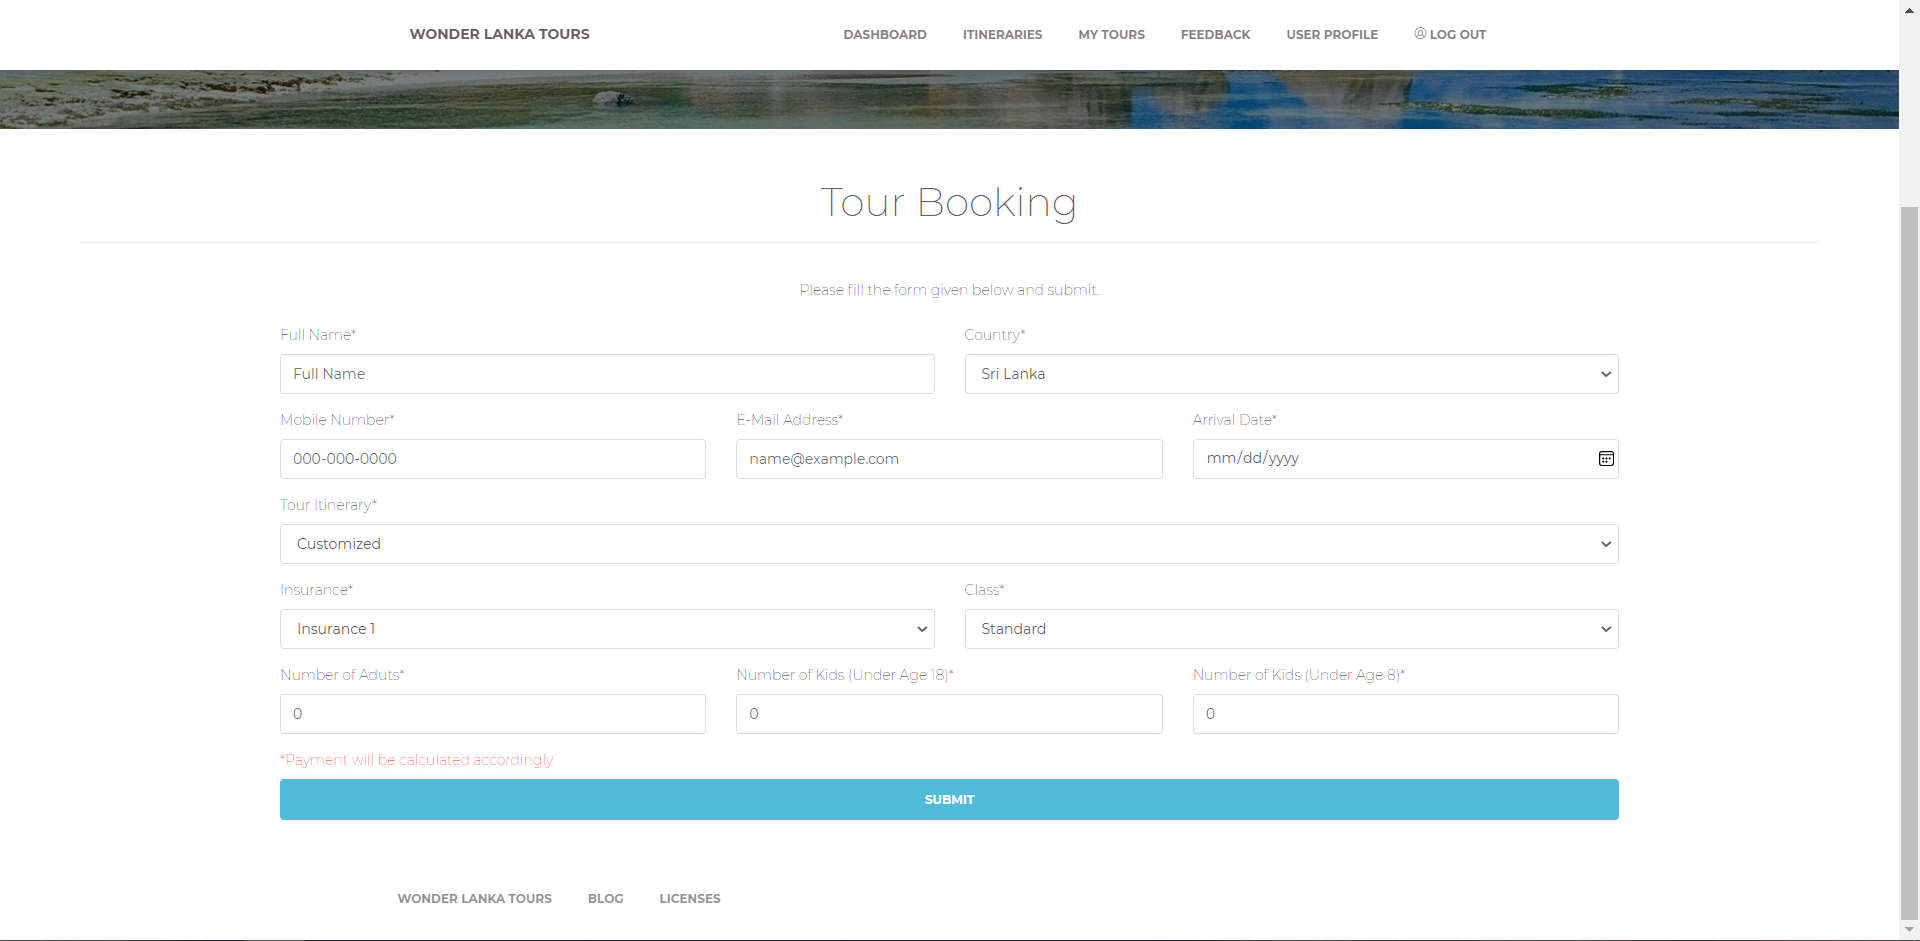 WONDER LANKA TOURS DASHBOARD ITINERARIES MY TOURS FEEDBACK USER PROFILE LOG OUT
Tour Booking
Please fill the form given below and submit.
Full Name* Country*
Full Name Sri Lanka
Mobile Number* E-Mail Address* Arrival Date*
000-000-0000 name@example.com mm/dd/yyyy
Tour Itinerary*
Customized
Insurance* Class*
Insurance 1 Standard
Number of Aduts* Number of Kids (Under Age 18)* Number of Kids (Under Age 8)*
0 0 0
*Payment will be calculated accordingly
SUBMIT
WONDER LANKA TOURS BLOG LICENSES